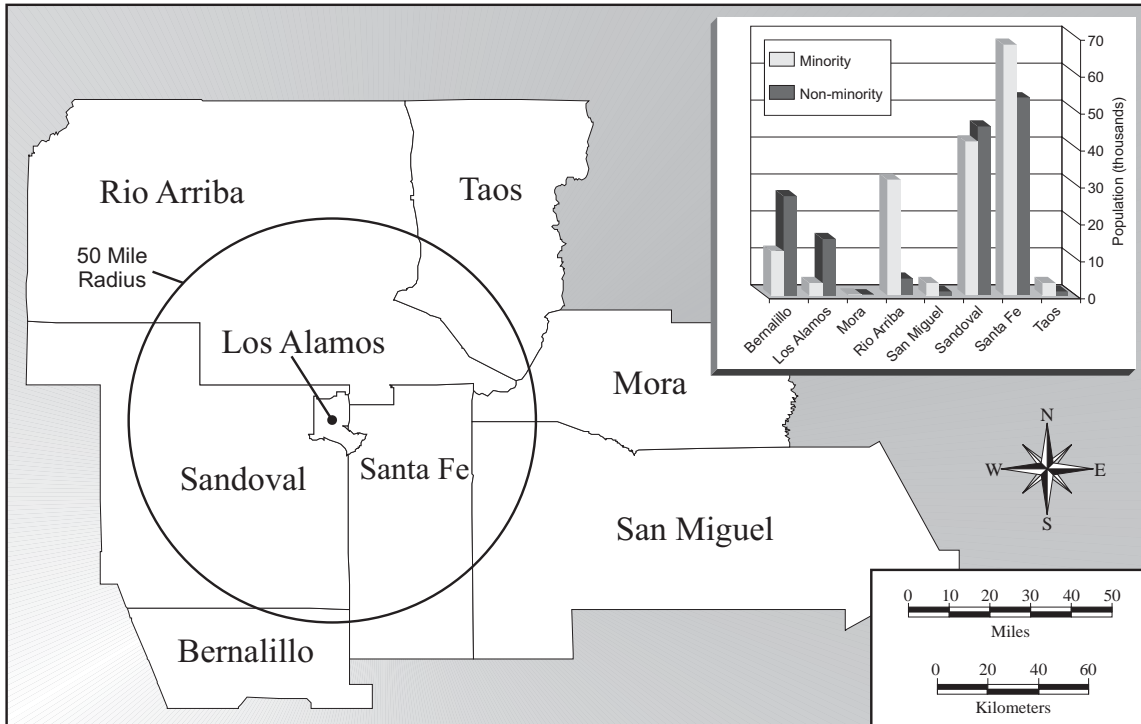 Rio Arriba
Taos
50 Mile
Radius
Los Alamos
Mora
Sandoval
Santa Fe
San Miguel
Bernalillo
Minority
Non-minority
70
60
50
40
30
20
10
0
Population (thousands)
Bernalillo
Los Alamos
Mora
Rio Arriba
San Miguel
Sandoval
Santa Fe
Taos
N
W E
S
0 10 20 30 40 50
Miles
0 20 40 60
Kilometers